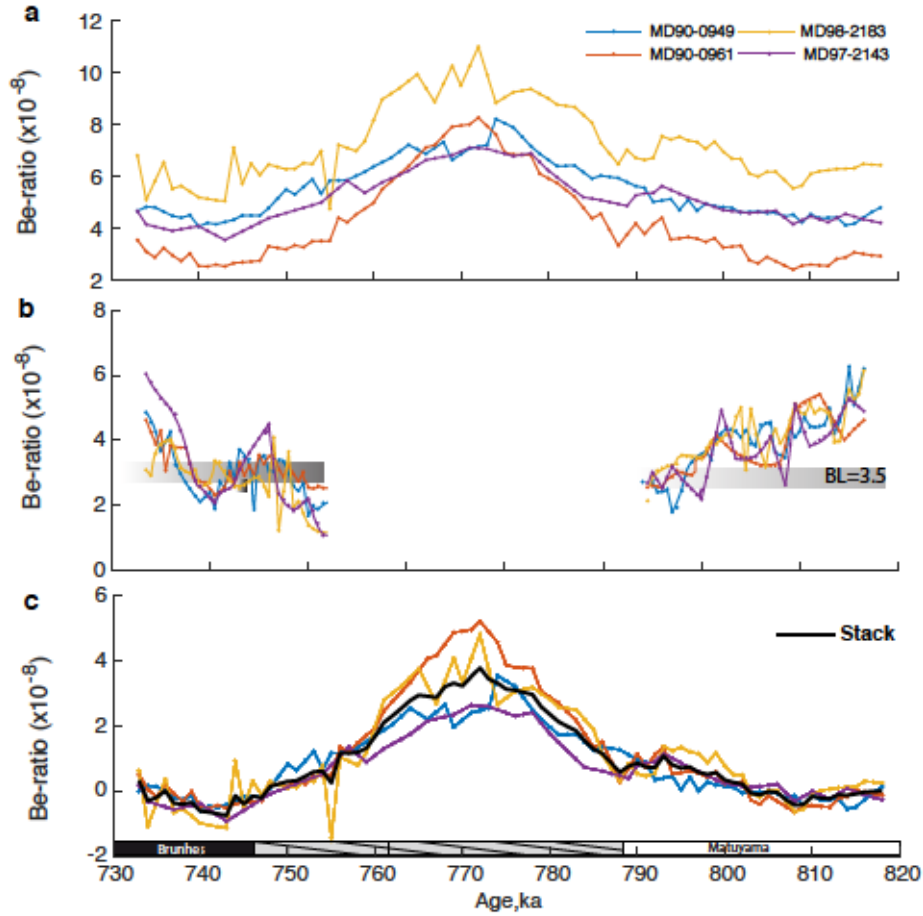 a
12
10
8
6
4
2
Be-ratio (x10-8)
MD90-0949
MD98-2183
MD90-0961
MD97-2143
b
8
6
4
2
0
Be-ratio (x10-8)
BL=3.5
c
6
4
2
0
-2
Be-ratio (x10-8)
Stack
Brunhes
Matuyama
730 740 750 760 770 780 790 800 810 820
Age,ka